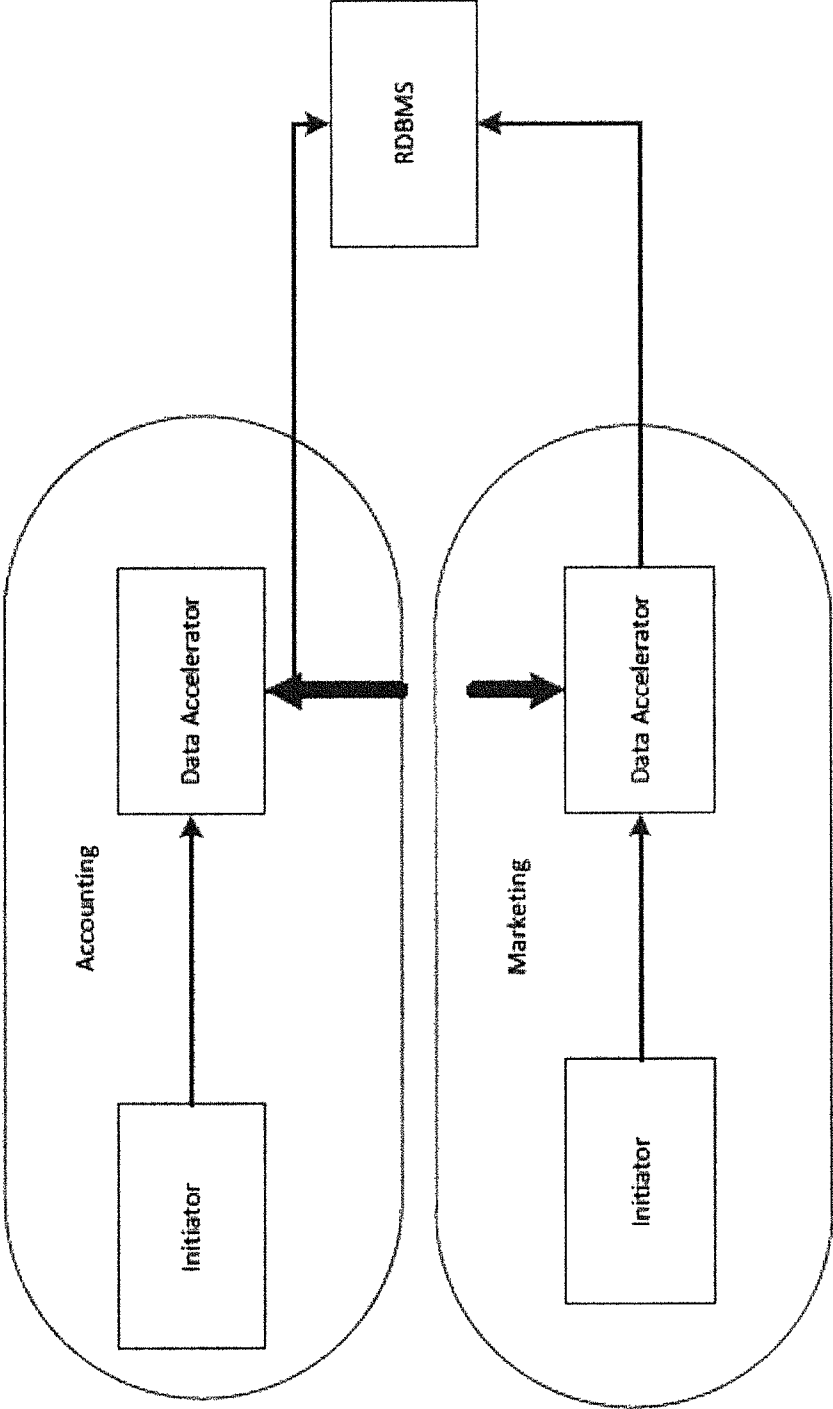 Accounting
Initiator
Data Accelerator
RDBMS
Marketing
Initiator
Data Accelerator